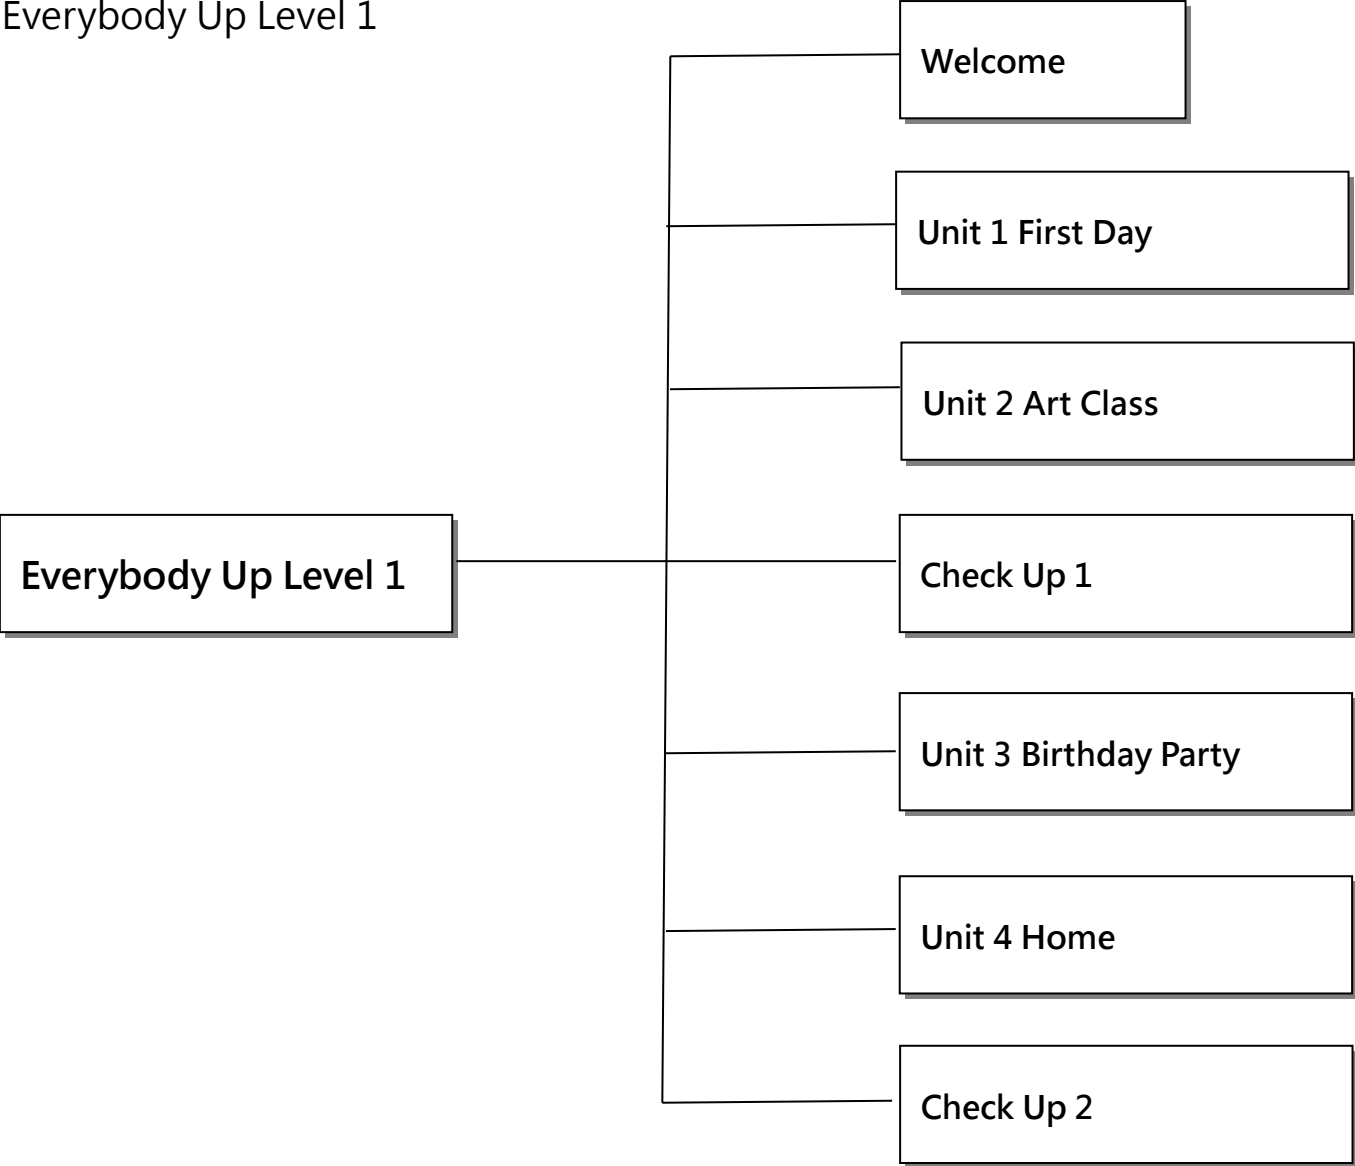 Everybody Up Level 1
Welcome
Unit 1 First Day
Unit 2 Art Class
Everybody Up Level 1
Check Up 1
Unit 3 Birthday Party
Unit 4 Home
Check Up 2